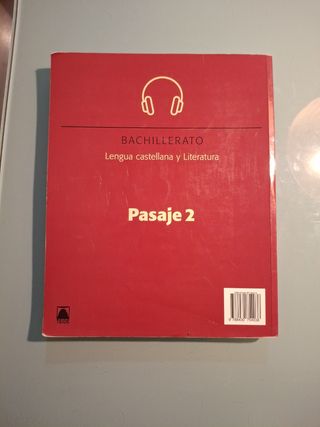 BACHILLERATO
Lengua castellana y Literatura
Pasaje 2